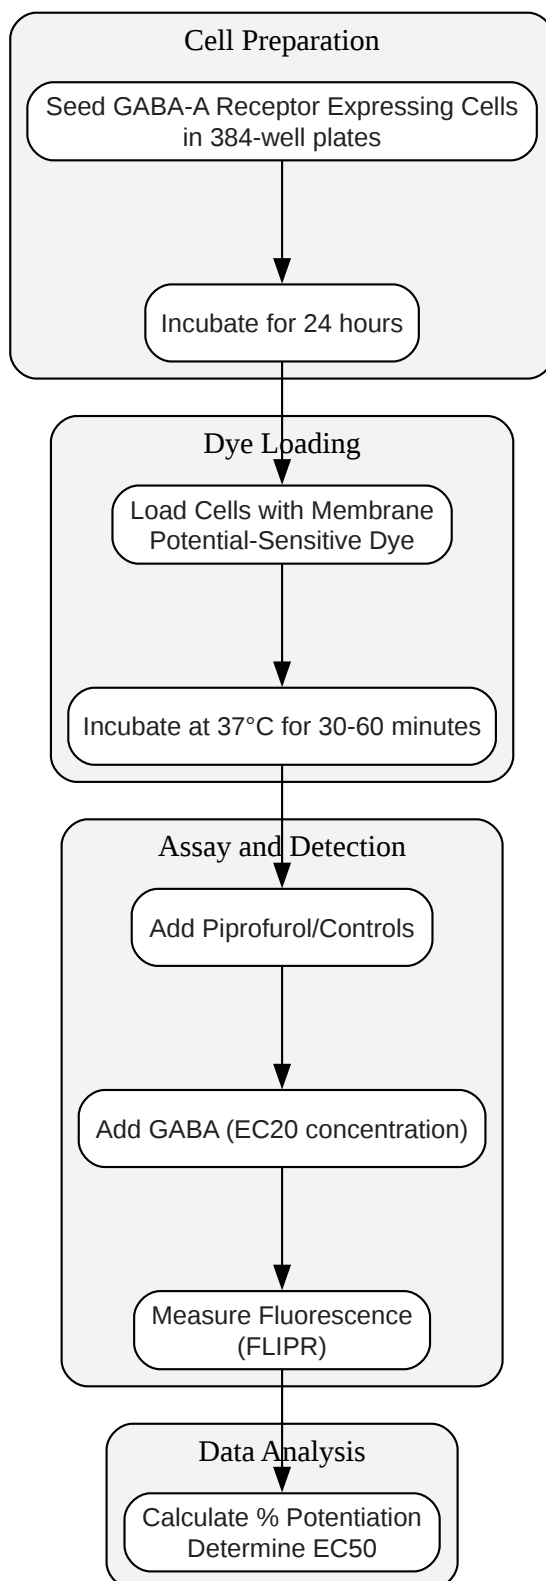 Cell Preparation
Seed GABA-A Receptor Expressing Cells
in 384-well plates
Incubate for 24 hours
Dye Loading
Load Cells with Membrane
Potential-Sensitive Dye
Incubate at 37°C for 30-60 minutes
Assay and Detection
Add Piprofurol/Controls
Add GABA (EC20 concentration)
Measure Fluorescence
(FLIPR)
Data Analysis
Calculate % Potentiation
Determine EC50